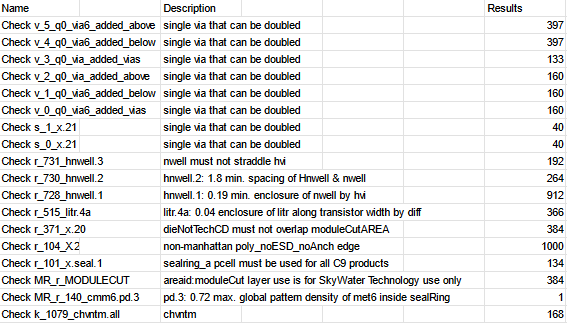 Name Description Results
Check v_5_q0_via6_added_above single via that can be doubled 397
Check v_4_q0_via6_added_below single via that can be doubled 397
Check v_3_q0_via_added_vias single via that can be doubled 133
Check v_2_q0_via_added_above single via that can be doubled 160
Check v_1_q0_via6_added_below single via that can be doubled 160
Check v_0_q0_via6_added_vias single via that can be doubled 160
Check s_1_x.21 single via that can be doubled 40
Check s_0_x.21 single via that can be doubled 40
Check r_731_hnwell.3 nwell must not straddle hvi 192
Check r_730_hnwell.2 hnwell.2: 1.8 min. spacing of Hnwell & nwell 264
Check r_728_hnwell.1 hnwell.1: 0.19 min. enclosure of nwell by hvi 912
Check r_515_litr.4a litr.4a: 0.04 enclosure of litr along transistor width by diff 366
Check r_371_x.20 dieNotTechCD must not overlap moduleCutAREA 384
Check r_104_X.2 non-manhattan poly_noESD_noAnch edge 1000
Check r_101_x.seal.1 sealring_a pcell must be used for all C9 products 134
Check MR_r_MODULECUT areaid:moduleCut layer use is for SkyWater Technology use only 384
Check MR_r_140_cmm6.pd.3 pd.3: 0.72 max. global pattern density of met6 inside sealRing 1
Check k_1079_chvntm.all chvntm 168